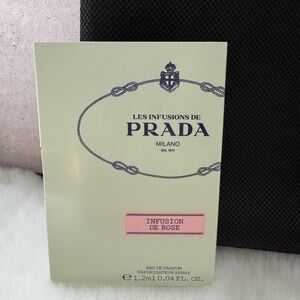 LES INFUSIONS DE
PRADA
MILANO
DAL 1913
INFUSION
DE ROSE
EAU DE PARFUM
VAPORISATEUR SPRAY
℮ 1.2ml 0.04 FL. OZ.